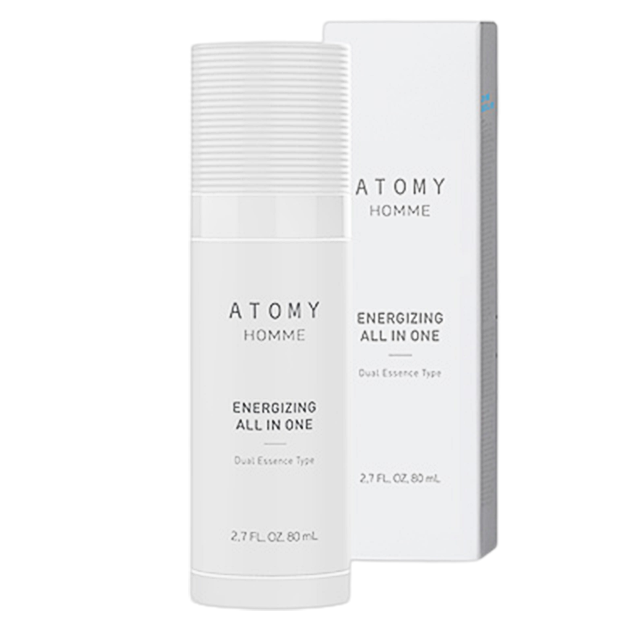 ATOMY
HOMME
ENERGIZING
ALL IN ONE
Dual Essence Type
2.7 FL. OZ. 80 mL
ATOMY
HOMME
ENERGIZING
ALL IN ONE
Dual Essence Type
2.7 FL. OZ. 80 mL